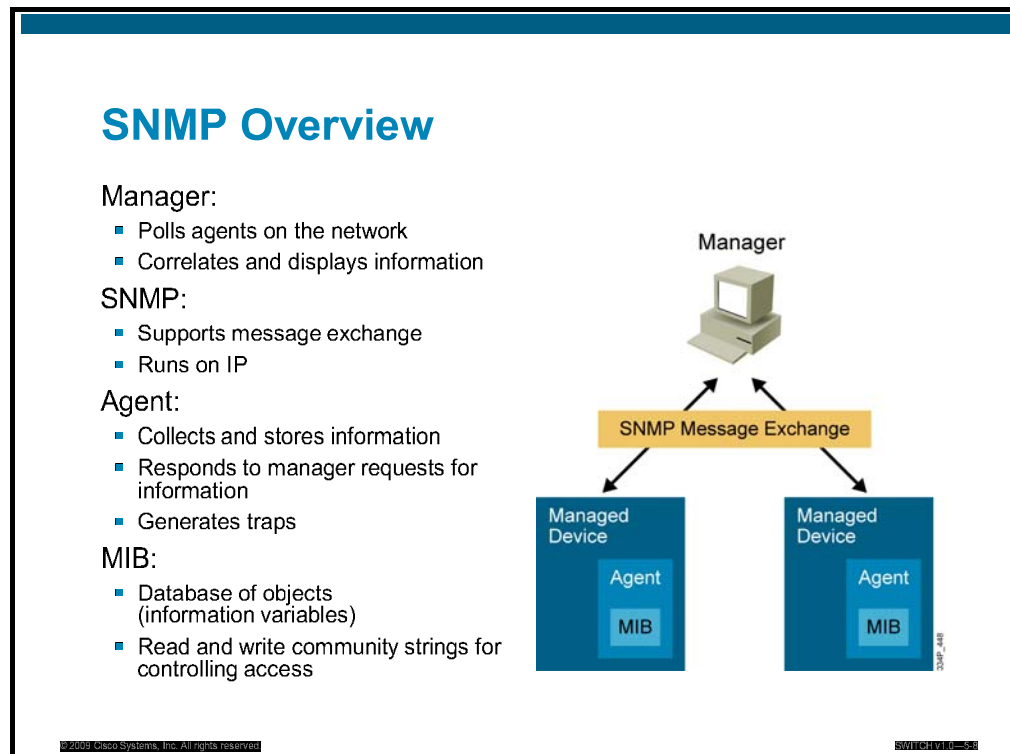 SNMP Overview
Manager:
Polls agents on the network
Correlates and displays information
SNMP:
Supports message exchange
Runs on IP
Agent:
Collects and stores information
Responds to manager requests for
information
Generates traps
MIB:
Database of objects
(information variables)
Read and write community strings for
controlling access
Manager
SNMP Message Exchange
Managed
Device
Agent
MIB
Managed
Device
Agent
MIB
334P_448
© 2009 Cisco Systems, Inc. All rights reserved.
SWITCH v1.0—5-8